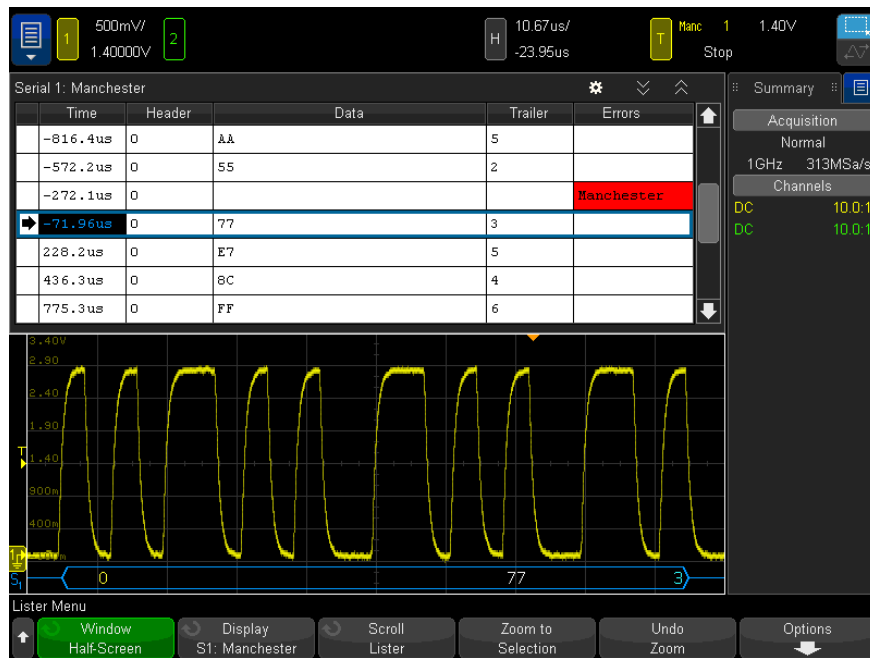 1 500mV/ 1.40000V 2 H 10.67us/ -23.95us T Manc 1 1.40V Stop
Serial 1: Manchester
Summary
Time Header Data Trailer Errors
-816.4us 0 AA 5
-572.2us 0 55 2
-272.1us 0 Manchester
-71.96us 0 77 3
228.2us 0 E7 5
436.3us 0 8C 4
775.3us 0 FF 6
Acquisition
Normal
1GHz 313MSa/s
Channels
DC 10.0:1
DC 10.0:1
3.40V
2.90
2.40
1.90
T
1.40
900m
400m
1
S1 0 77 3
Lister Menu
Window Half-Screen
Display S1: Manchester
Scroll Lister
Zoom to Selection
Undo Zoom
Options